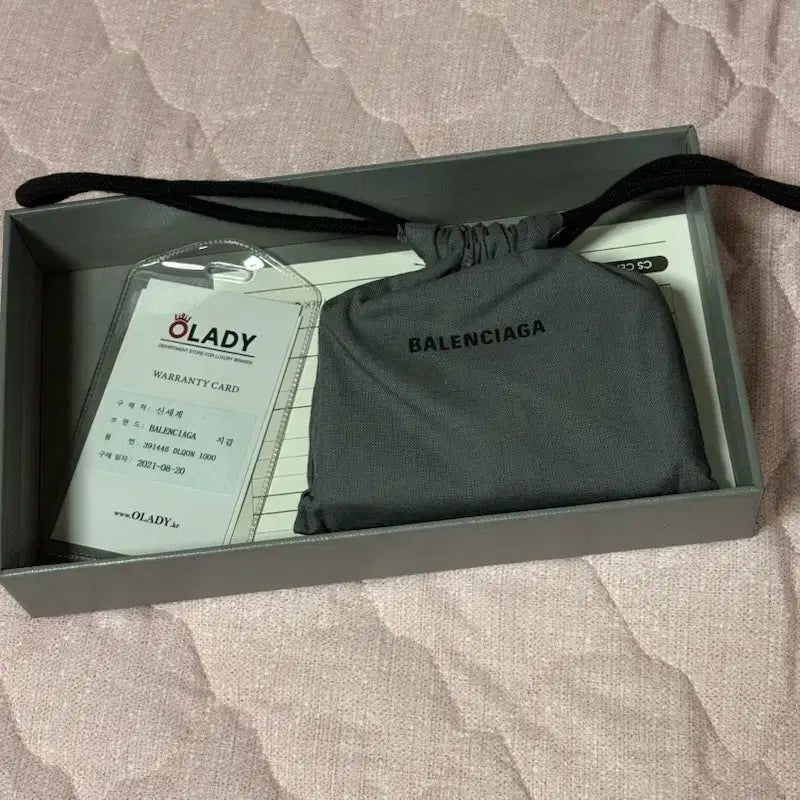 OLADY
DEPARTMENT STORE FOR LUXURY BRANDS
WARRANTY CARD
구 매 처: 신세계
브 랜 드: BALENCIAGA 지갑
품 번: 391446 DLQON 1000
구매일자: 2021-08-20
www.OLADY.kr
BALENCIAGA